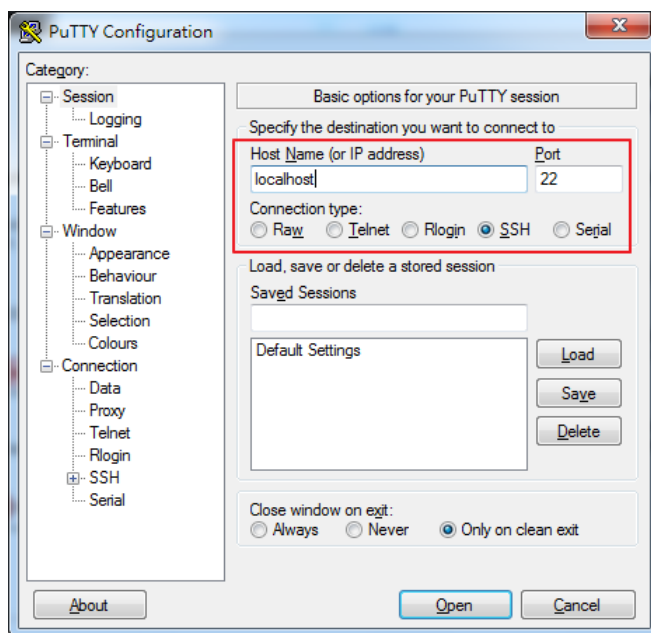 PuTTY Configuration
Category:
Session
Logging
Terminal
Keyboard
Bell
Features
Window
Appearance
Behaviour
Translation
Selection
Colours
Connection
Data
Proxy
Telnet
Rlogin
SSH
Serial
Basic options for your PuTTY session
Specify the destination you want to connect to
Host Name (or IP address) Port
localhost 22
Connection type:
Raw Telnet Rlogin SSH Serial
Load, save or delete a stored session
Saved Sessions
Default Settings
Load
Save
Delete
Close window on exit:
Always Never Only on clean exit
About Open Cancel